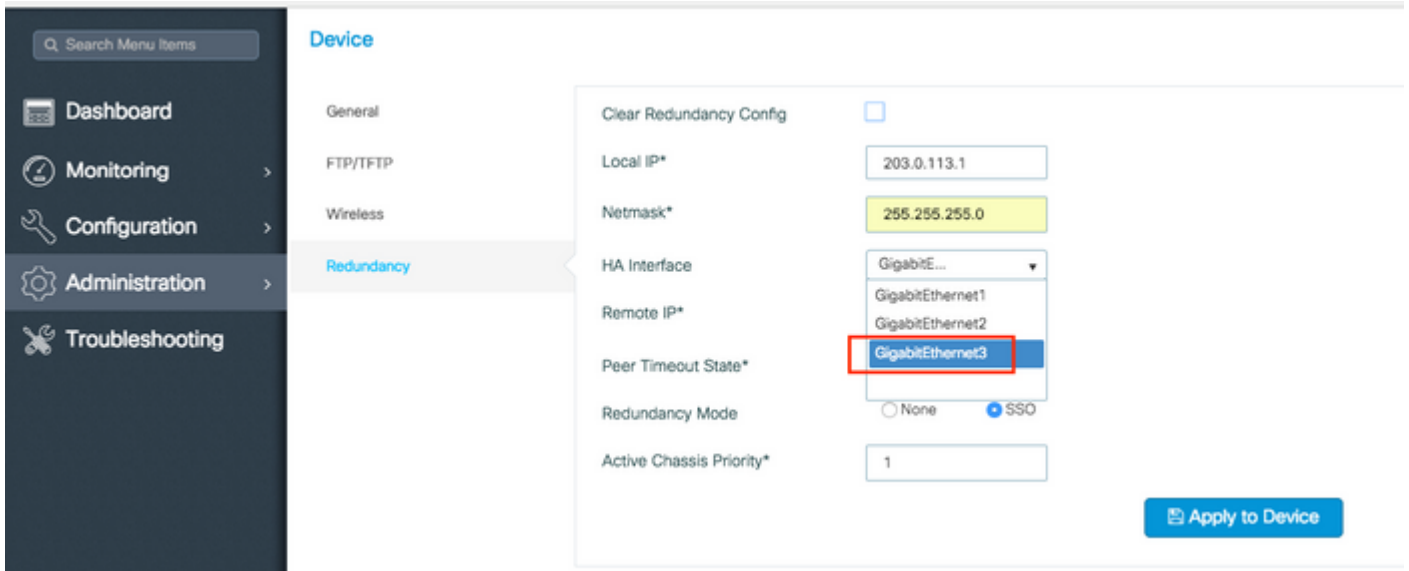 Search Menu Items
Dashboard
Monitoring
Configuration
Administration
Troubleshooting
Device
General
FTP/TFTP
Wireless
Redundancy
Clear Redundancy Config
Local IP*
203.0.113.1
Netmask*
255.255.255.0
HA Interface
GigabitE...
GigabitEthernet1
GigabitEthernet2
GigabitEthernet3
Remote IP*
Peer Timeout State*
Redundancy Mode
None
SSO
Active Chassis Priority*
1
Apply to Device